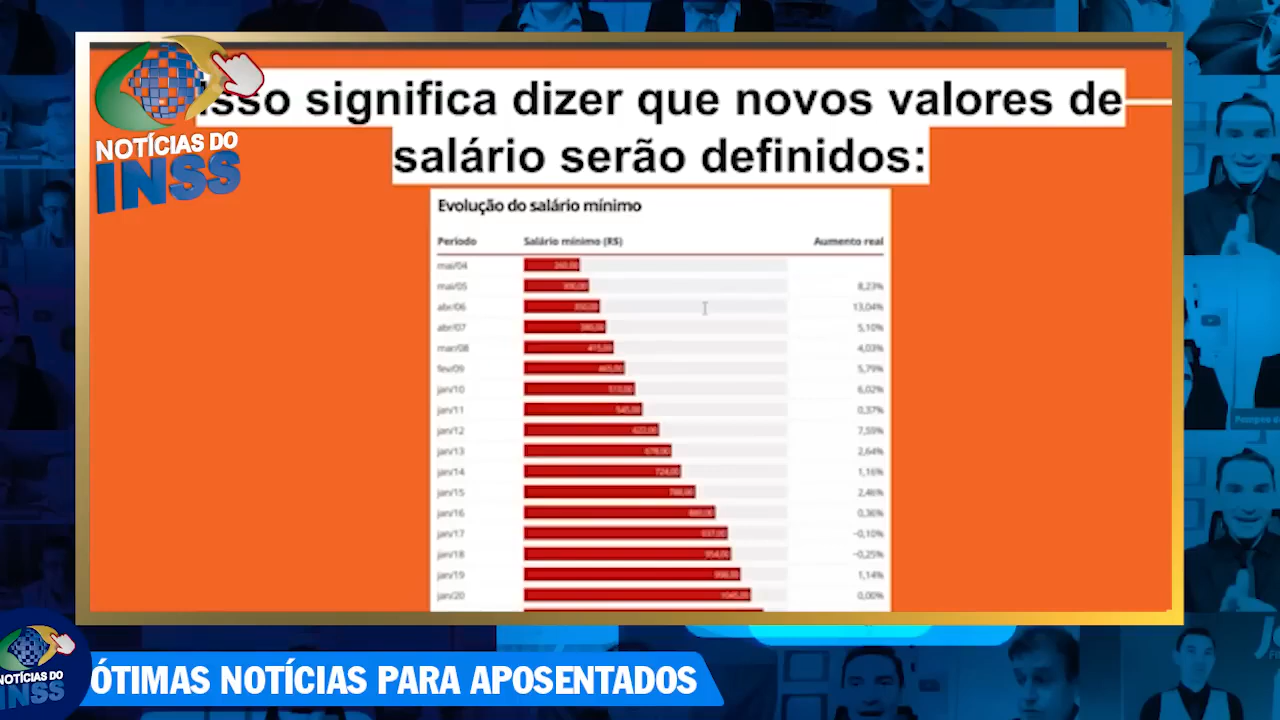 Isso significa dizer que novos valores de
salário serão definidos:
NOTÍCIAS DO
INSS
Evolução do salário mínimo
Período Salário mínimo (R$) Aumento real
mai/04 260,00
mai/05 300,00 8,23%
abr/06 350,00 13,04%
abr/07 380,00 5,10%
mar/08 415,00 4,03%
fev/09 465,00 5,79%
jan/10 510,00 6,02%
jan/11 545,00 0,37%
jan/12 622,00 7,59%
jan/13 678,00 2,64%
jan/14 724,00 1,16%
jan/15 788,00 2,46%
jan/16 880,00 0,36%
jan/17 937,00 −0,10%
jan/18 954,00 −0,25%
jan/19 998,00 1,14%
jan/20 1045,00 0,00%
NOTÍCIAS DO
INSS
ÓTIMAS NOTÍCIAS PARA APOSENTADOS